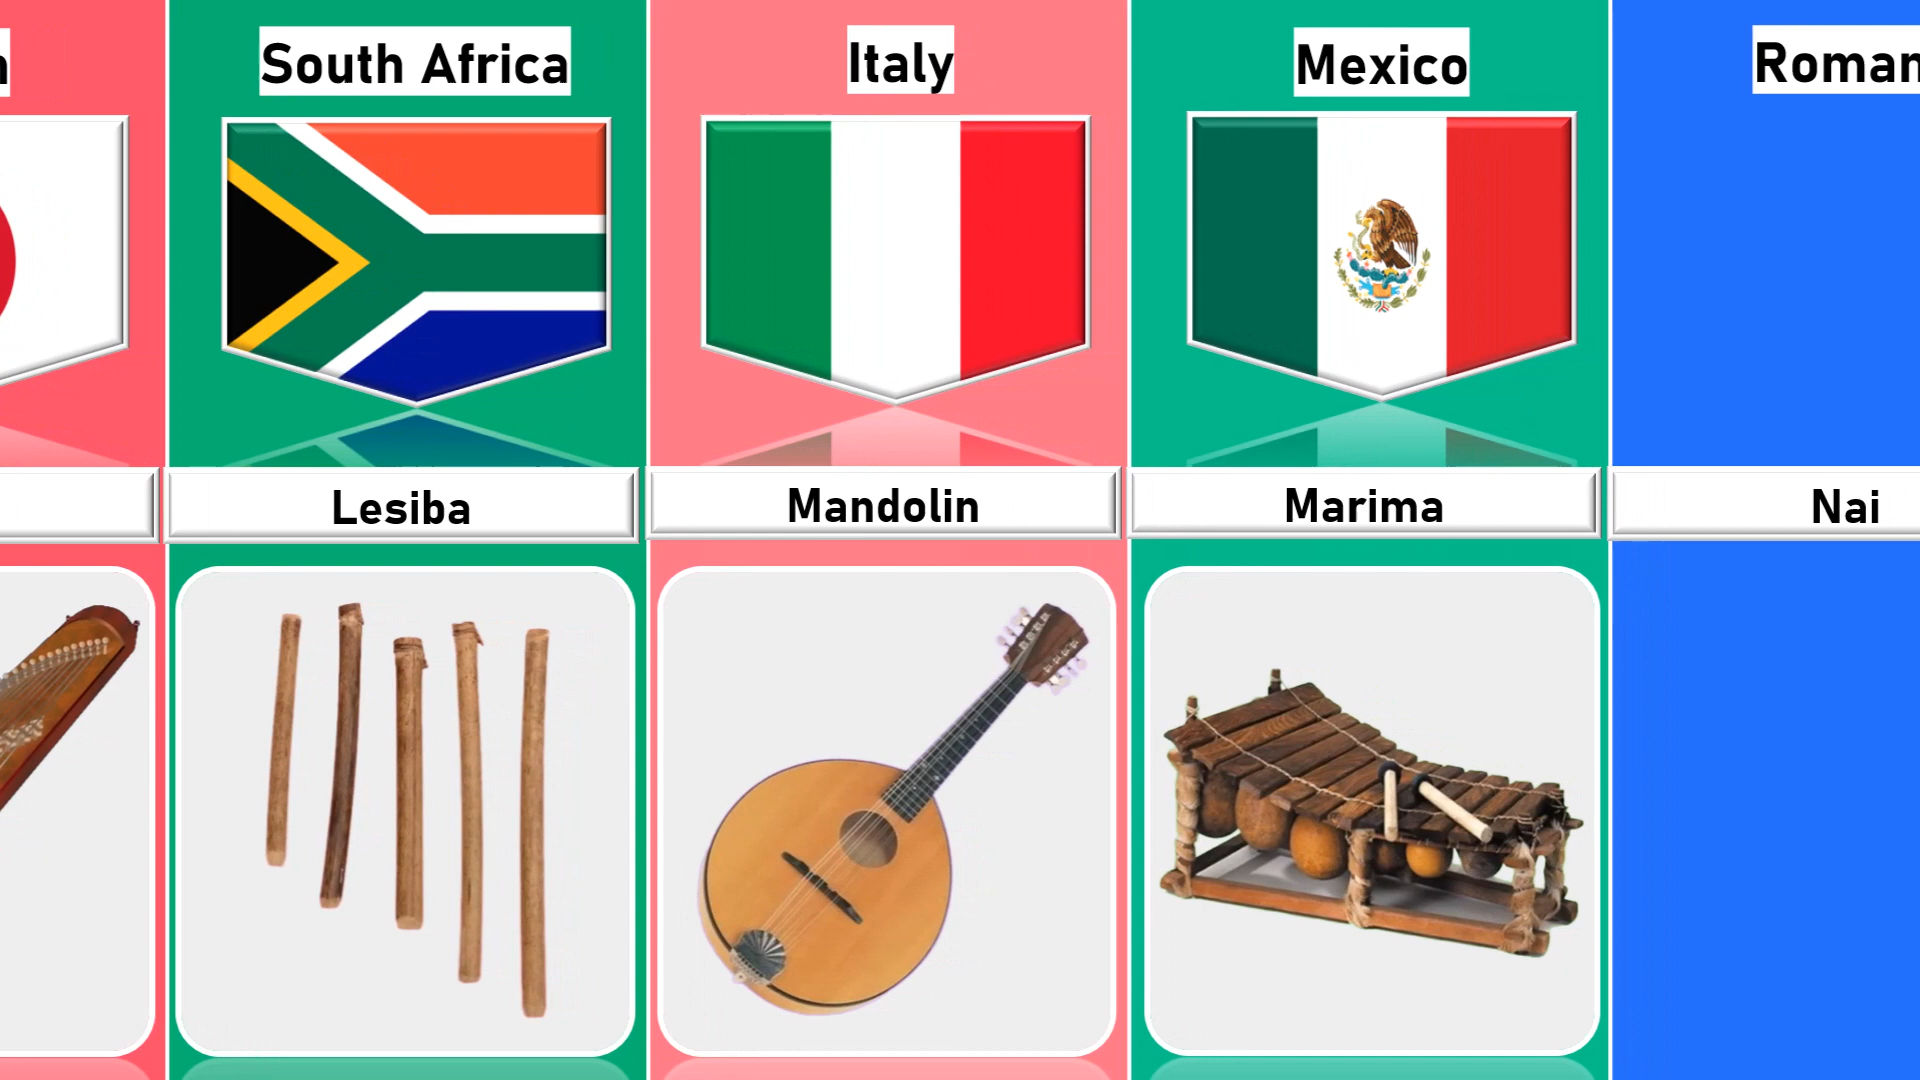 South Africa
Italy
Mexico
Lesiba
Mandolin
Marima
Nai